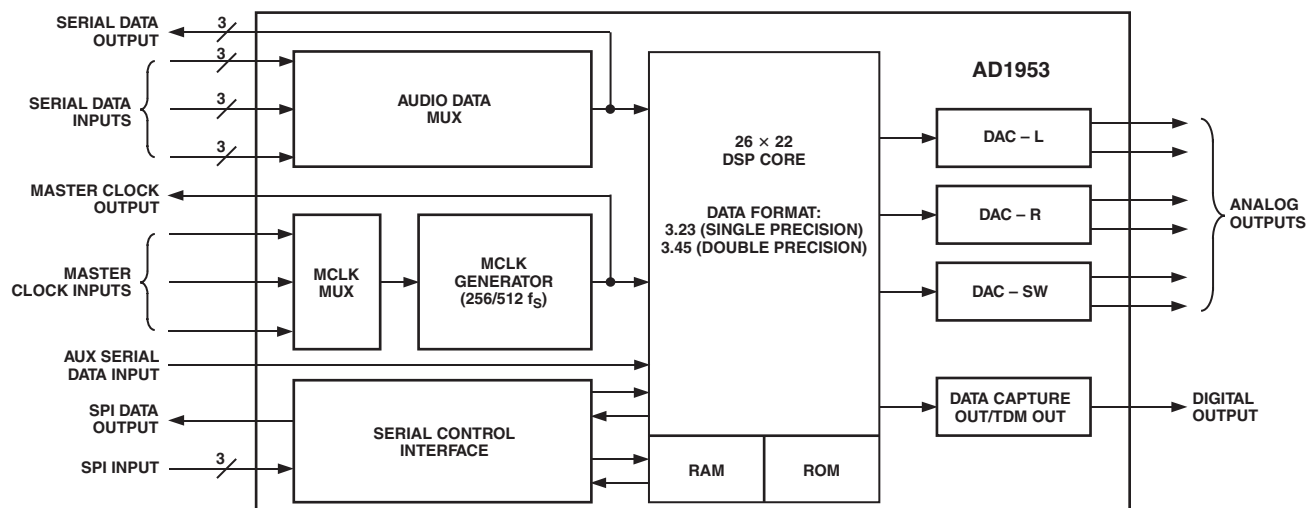 SERIAL DATA
OUTPUT
3
3
SERIAL DATA
INPUTS
3
3
AUDIO DATA
MUX
MASTER CLOCK
OUTPUT
MASTER
CLOCK INPUTS
MCLK
MUX
MCLK
GENERATOR
(256/512 fS)
AUX SERIAL
DATA INPUT
SPI DATA
OUTPUT
SPI INPUT
3
SERIAL CONTROL
INTERFACE
26 × 22
DSP CORE
DATA FORMAT:
3.23 (SINGLE PRECISION)
3.45 (DOUBLE PRECISION)
RAM
ROM
AD1953
DAC – L
DAC – R
DAC – SW
ANALOG
OUTPUTS
DATA CAPTURE
OUT/TDM OUT
DIGITAL
OUTPUT